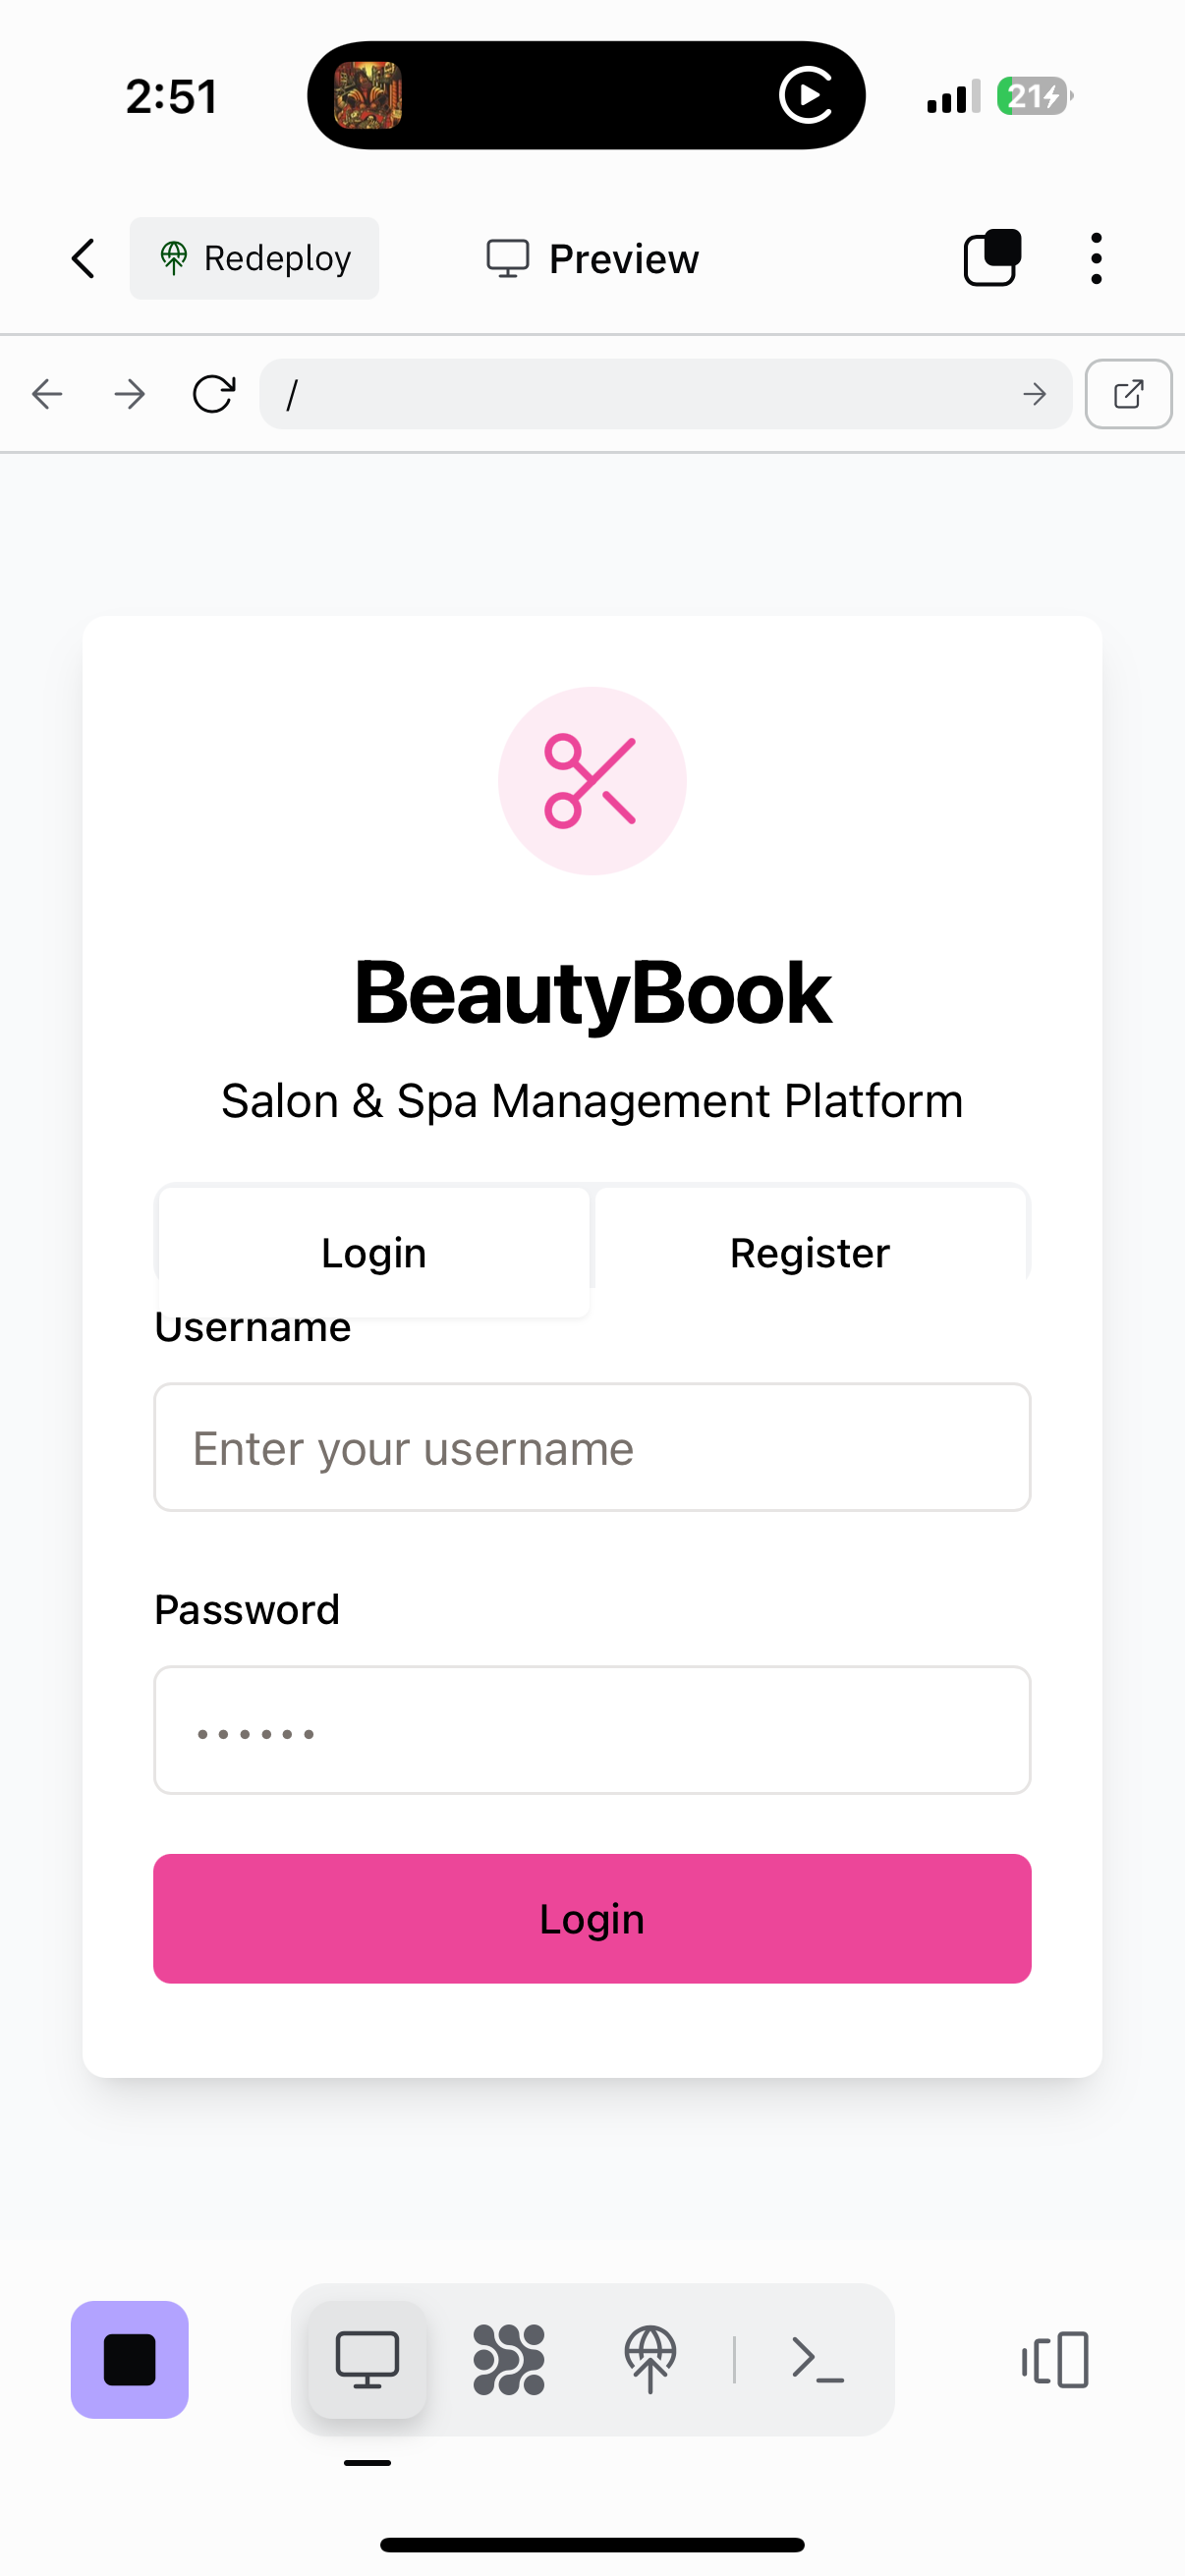 2:51
21
Redeploy
Preview
/
BeautyBook
Salon & Spa Management Platform
Login
Register
Username
Enter your username
Password
••••••
Login